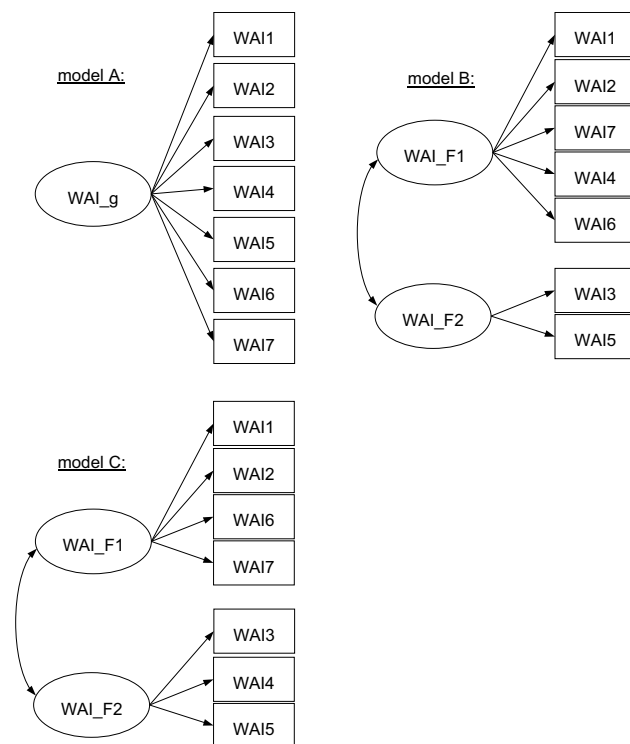 model A:
WAI_g
WAI1
WAI2
WAI3
WAI4
WAI5
WAI6
WAI7
model B:
WAI_F1
WAI1
WAI2
WAI7
WAI4
WAI6
WAI_F2
WAI3
WAI5
model C:
WAI_F1
WAI1
WAI2
WAI6
WAI7
WAI_F2
WAI3
WAI4
WAI5